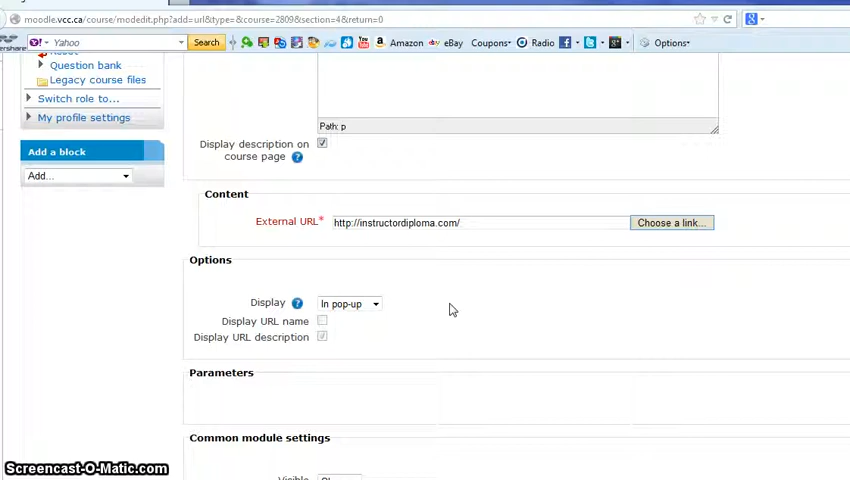 moodle.vcc.ca/course/modedit.php?add=url&type=&course=2809&section=4&return=0
Yahoo
Search
Amazon
eBay
Coupons
Radio
Options
Question bank
Legacy course files
Switch role to...
My profile settings
Add a block
Add...
Path: p
Display description on
course page
Content
External URL*
http://instructordiploma.com/
Choose a link...
Options
Display
In pop-up
Display URL name
Display URL description
Parameters
Common module settings
Visible
Screencast-O-Matic.com